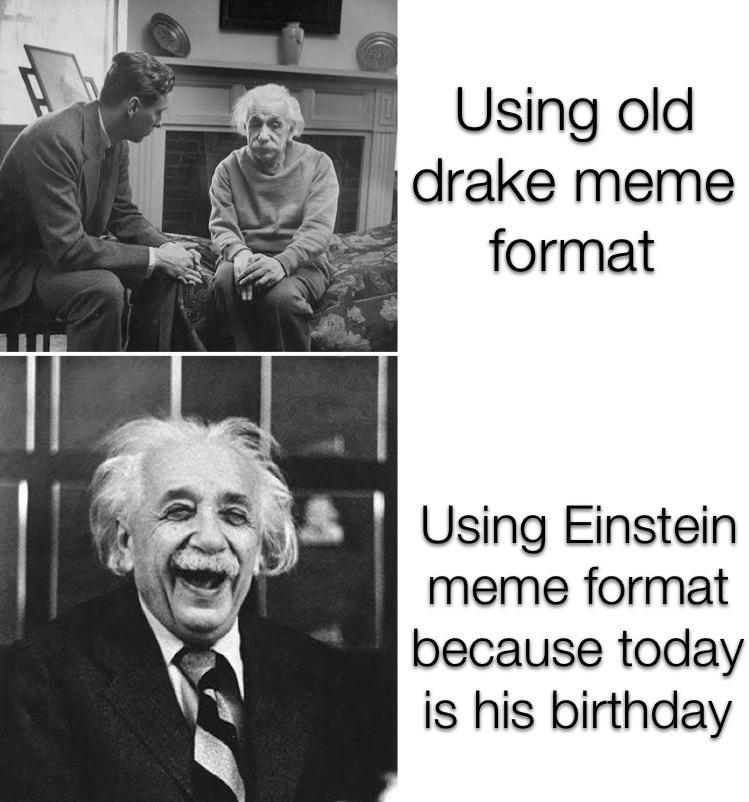 Using old
drake meme
format
Using Einstein
meme format
because today
is his birthday